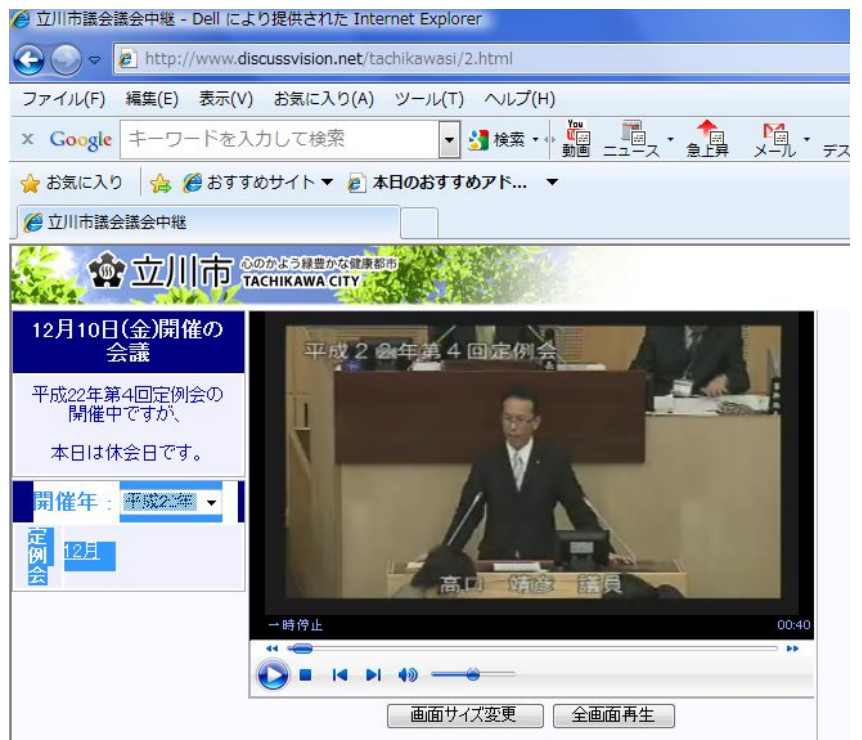 立川市議会議会中継 - Dell により提供された Internet Explorer
http://www.discussvision.net/tachikawasi/2.html
ファイル(F) 編集(E) 表示(V) お気に入り(A) ツール(T) ヘルプ(H)
x Google キーワードを入力して検索 検索 You 動画 ニュース 急上昇 メール デス
お気に入り おすすめサイト 本日のおすすめアド...
立川市議会議会中継
立川市 心のかよう緑豊かな健康都市
TACHIKAWA CITY
12月10日(金)開催の
会議
平成22年第4回定例会の
開催中ですが、
本日は休会日です。
開催年： 平成22年
定例会 12月
平成22年第4回定例会
高口 靖彦 議員
一時停止 00:40
画面サイズ変更 全画面再生